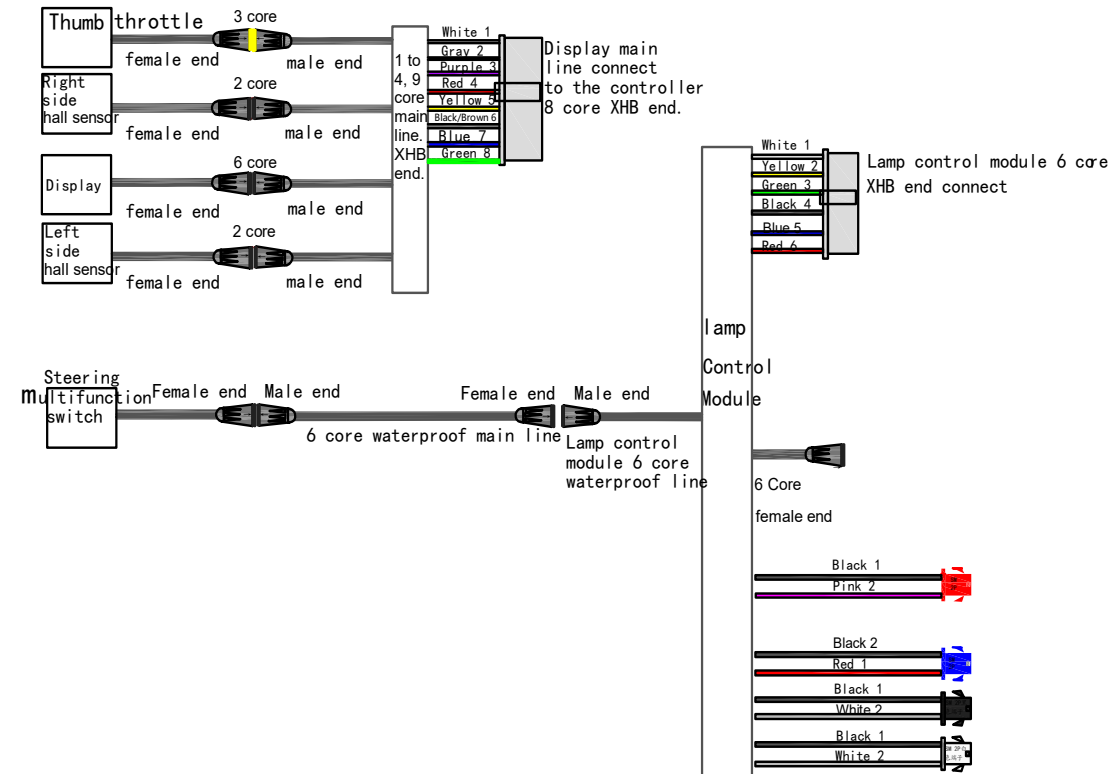 Thumb throttle
3 core
female end
male end
Right
side
hall sensor
2 core
female end
male end
Display
6 core
female end
male end
Left
side
hall sensor
2 core
female end
male end
1 to
4, 9
core
main
line.
XHB
end.
White 1
Gray 2
Purple 3
Red 4
Yellow 5
Black/Brown 6
Blue 7
Green 8
Display main
line connect
to the controller
8 core XHB end.
White 1
Yellow 2
Green 3
Black 4
Blue 5
Red 6
Lamp control module 6 core
XHB end connect
Steering
multifunction
switch
Female end
Male end
6 core waterproof main line
Female end
Male end
Lamp control
module 6 core
waterproof line
lamp
Control
Module
6 Core
female end
Black 1
Pink 2
Black 2
Red 1
Black 1
White 2
Black 1
White 2